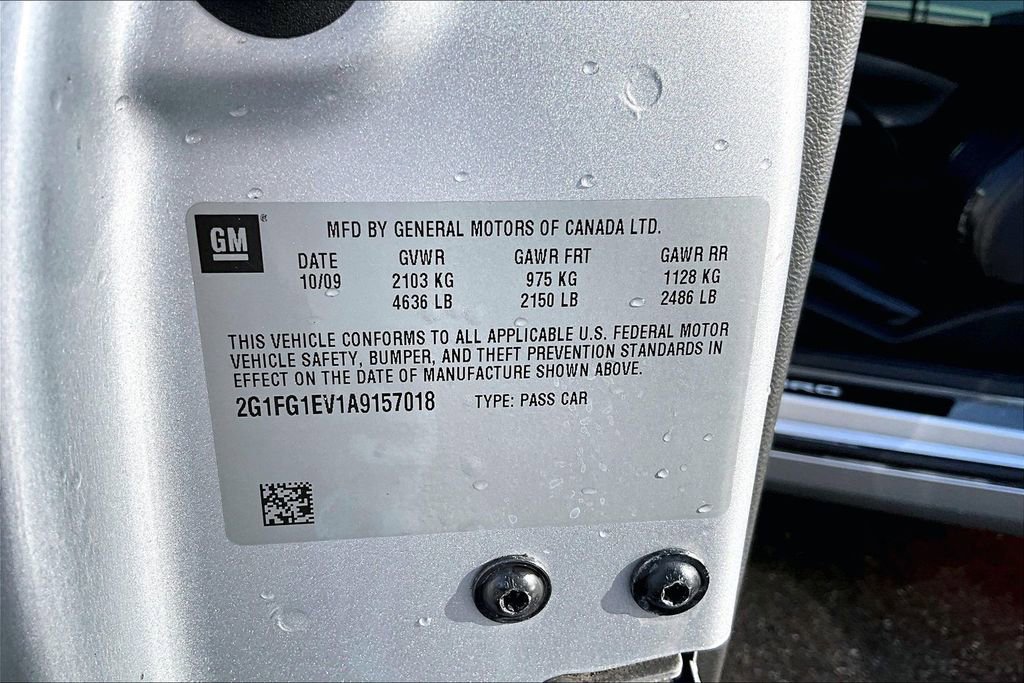 GM
MFD BY GENERAL MOTORS OF CANADA LTD.
DATE GVWR GAWR FRT GAWR RR
10/09 2103 KG 975 KG 1128 KG
4636 LB 2150 LB 2486 LB
THIS VEHICLE CONFORMS TO ALL APPLICABLE U.S. FEDERAL MOTOR
VEHICLE SAFETY, BUMPER, AND THEFT PREVENTION STANDARDS IN
EFFECT ON THE DATE OF MANUFACTURE SHOWN ABOVE.
2G1FG1EV1A9157018 TYPE: PASS CAR